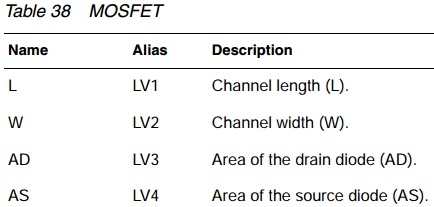 Table 38 MOSFET
Name Alias Description
L LV1 Channel length (L).
W LV2 Channel width (W).
AD LV3 Area of the drain diode (AD).
AS LV4 Area of the source diode (AS).